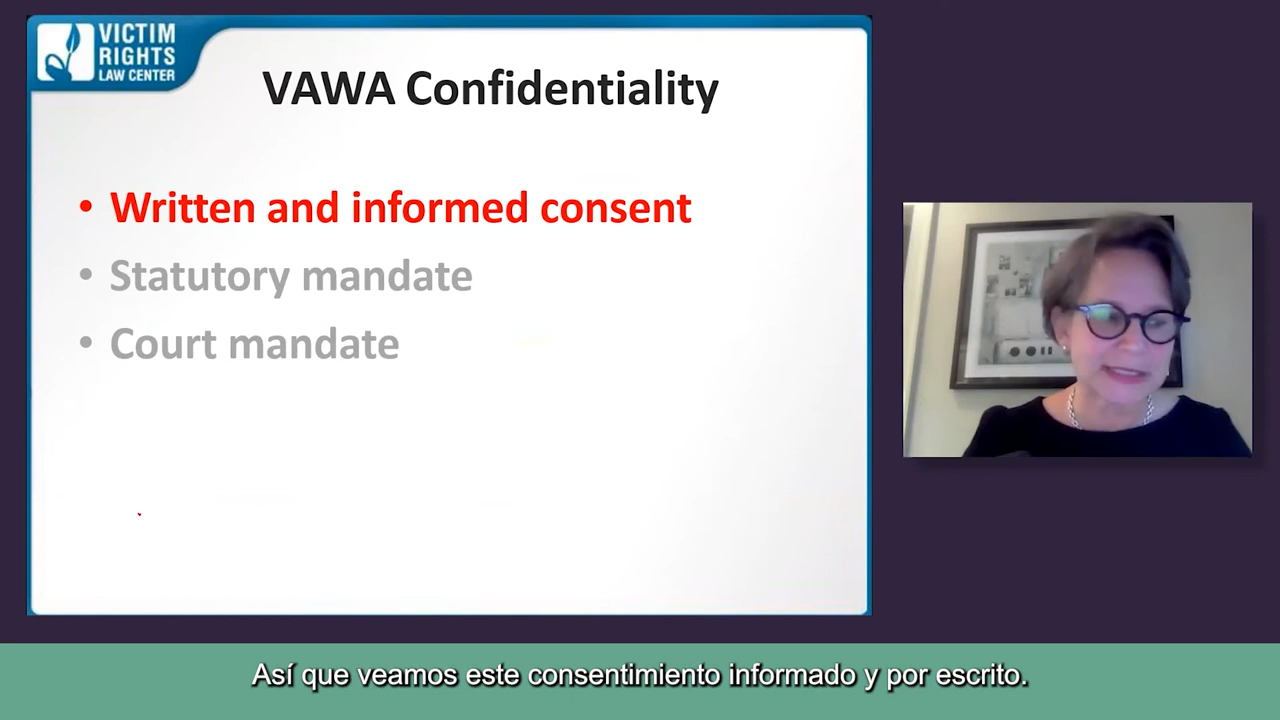 VICTIM
RIGHTS
LAW CENTER
VAWA Confidentiality
• Written and informed consent
• Statutory mandate
• Court mandate
Así que veamos este consentimiento informado y por escrito.